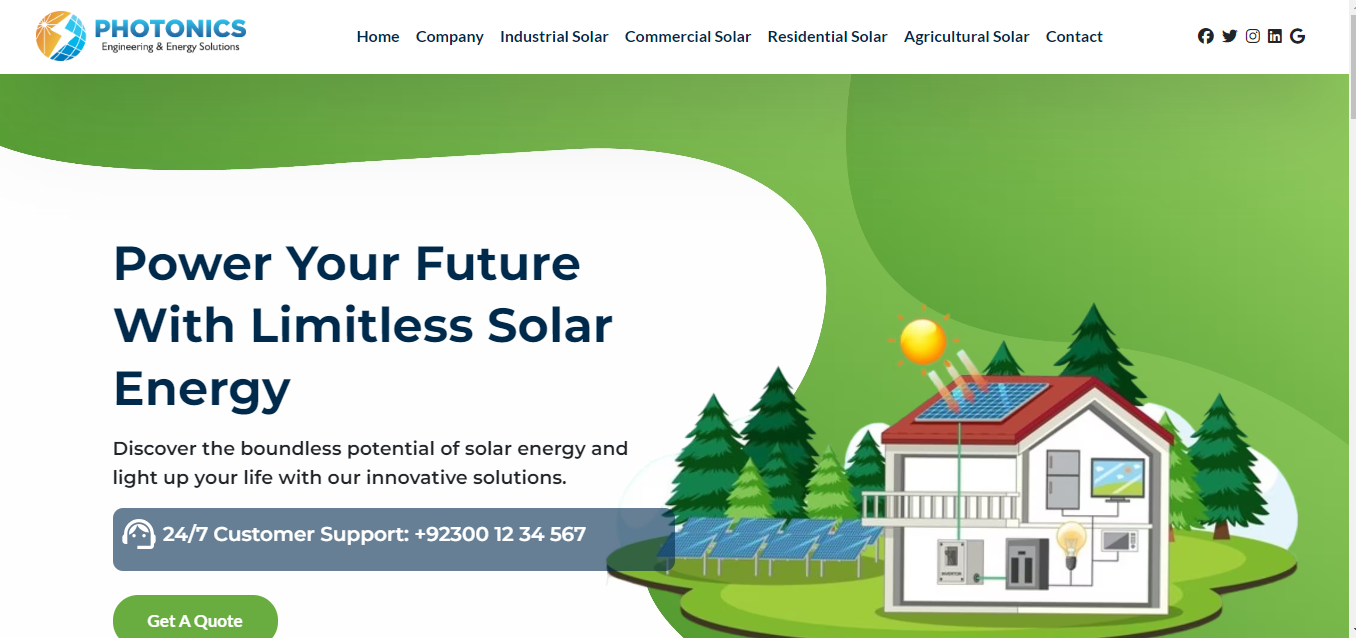 PHOTONICS
Engineering & Energy Solutions
Home Company Industrial Solar Commercial Solar Residential Solar Agricultural Solar Contact
Power Your Future
With Limitless Solar
Energy
Discover the boundless potential of solar energy and
light up your life with our innovative solutions.
24/7 Customer Support: +92300 12 34 567
INVERTOR
Get A Quote